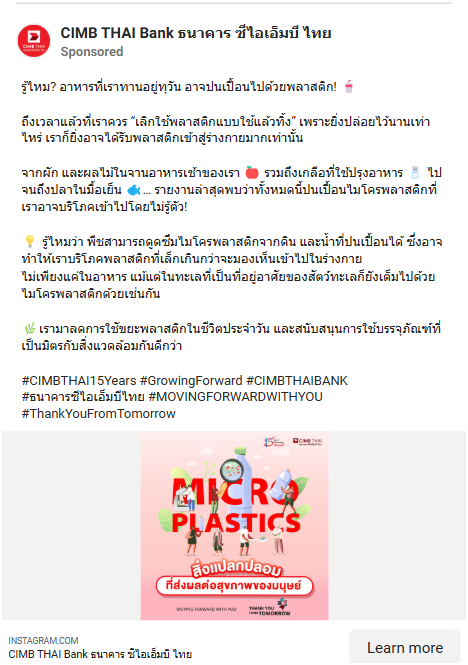 CIMB THAI Bank ธนาคาร ซีไอเอ็มบี ไทย
Sponsored
รู้ไหม? อาหารที่เราทานอยู่ทุกวัน อาจปนเปื้อนไปด้วยพลาสติก! 🥤
ถึงเวลาแล้วที่เราควร “เลิกใช้พลาสติกแบบใช้แล้วทิ้ง” เพราะยิ่งปล่อยไว้นานเท่า
ไหร่ เราก็ยิ่งอาจได้รับพลาสติกเข้าสู่ร่างกายมากเท่านั้น
จากผัก และผลไม้ในจานอาหารเช้าของเรา 🍎 รวมถึงเกลือที่ใช้ปรุงอาหาร 🧂 ไป
จนถึงปลาในมื้อเย็น 🐟 ... รายงานล่าสุดพบว่าทั้งหมดนี้ปนเปื้อนไมโครพลาสติกที่
เราอาจบริโภคเข้าไปโดยไม่รู้ตัว!
💡 รู้ไหมว่า พืชสามารถดูดซึมไมโครพลาสติกจากดิน และน้ำที่ปนเปื้อนได้ ซึ่งอาจ
ทำให้เราบริโภคพลาสติกที่เล็กเกินกว่าจะมองเห็นเข้าไปในร่างกาย
ไม่เพียงแค่ในอาหาร แม้แต่ในทะเลที่เป็นที่อยู่อาศัยของสัตว์ทะเลก็ยังเต็มไปด้วย
ไมโครพลาสติกด้วยเช่นกัน
🌿 เรามาลดการใช้ขยะพลาสติกในชีวิตประจำวัน และสนับสนุนการใช้บรรจุภัณฑ์ที่
เป็นมิตรกับสิ่งแวดล้อมกันดีกว่า
#CIMBTHAI15Years #GrowingForward #CIMBTHAIBANK
#ธนาคารซีไอเอ็มบีไทย #MOVINGFORWARDWITHYOU
#ThankYouFromTomorrow
CIMB THAI
MICRO
PLASTICS
สิ่งแปลกปลอม
ที่ส่งผลต่อสุขภาพของมนุษย์
MOVING FORWARD WITH YOU
THANK YOU
FROM TOMORROW
INSTAGRAM.COM
CIMB THAI Bank ธนาคาร ซีไอเอ็มบี ไทย
Learn more